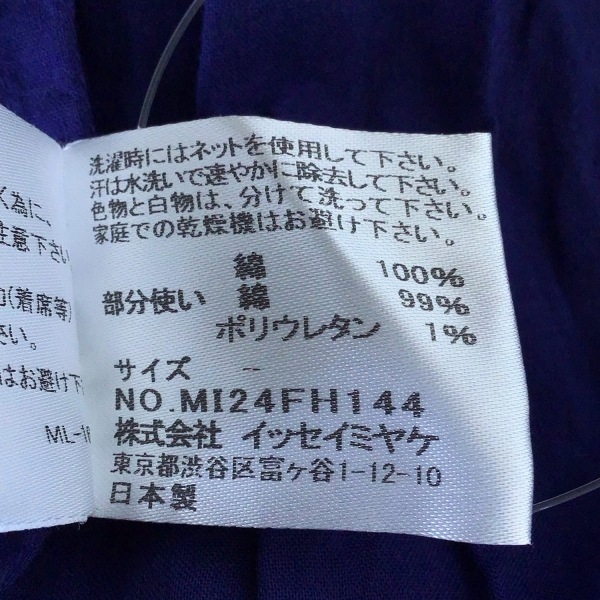 洗濯時にはネットを使用して下さい。
汗は水洗いで速やかに除去して下さい。
色物と白物は、分けて洗って下さい。
家庭での乾燥機はお避け下さい。
綿 100%
部分使い 綿 99%
ポリウレタン 1%
サイズ --
NO.MI24FH144
株式会社 イッセイミヤケ
東京都渋谷区富ヶ谷1-12-10
日本製
く為に、
注意下さい
(着席等)
さい。
はお避け下
ML-16